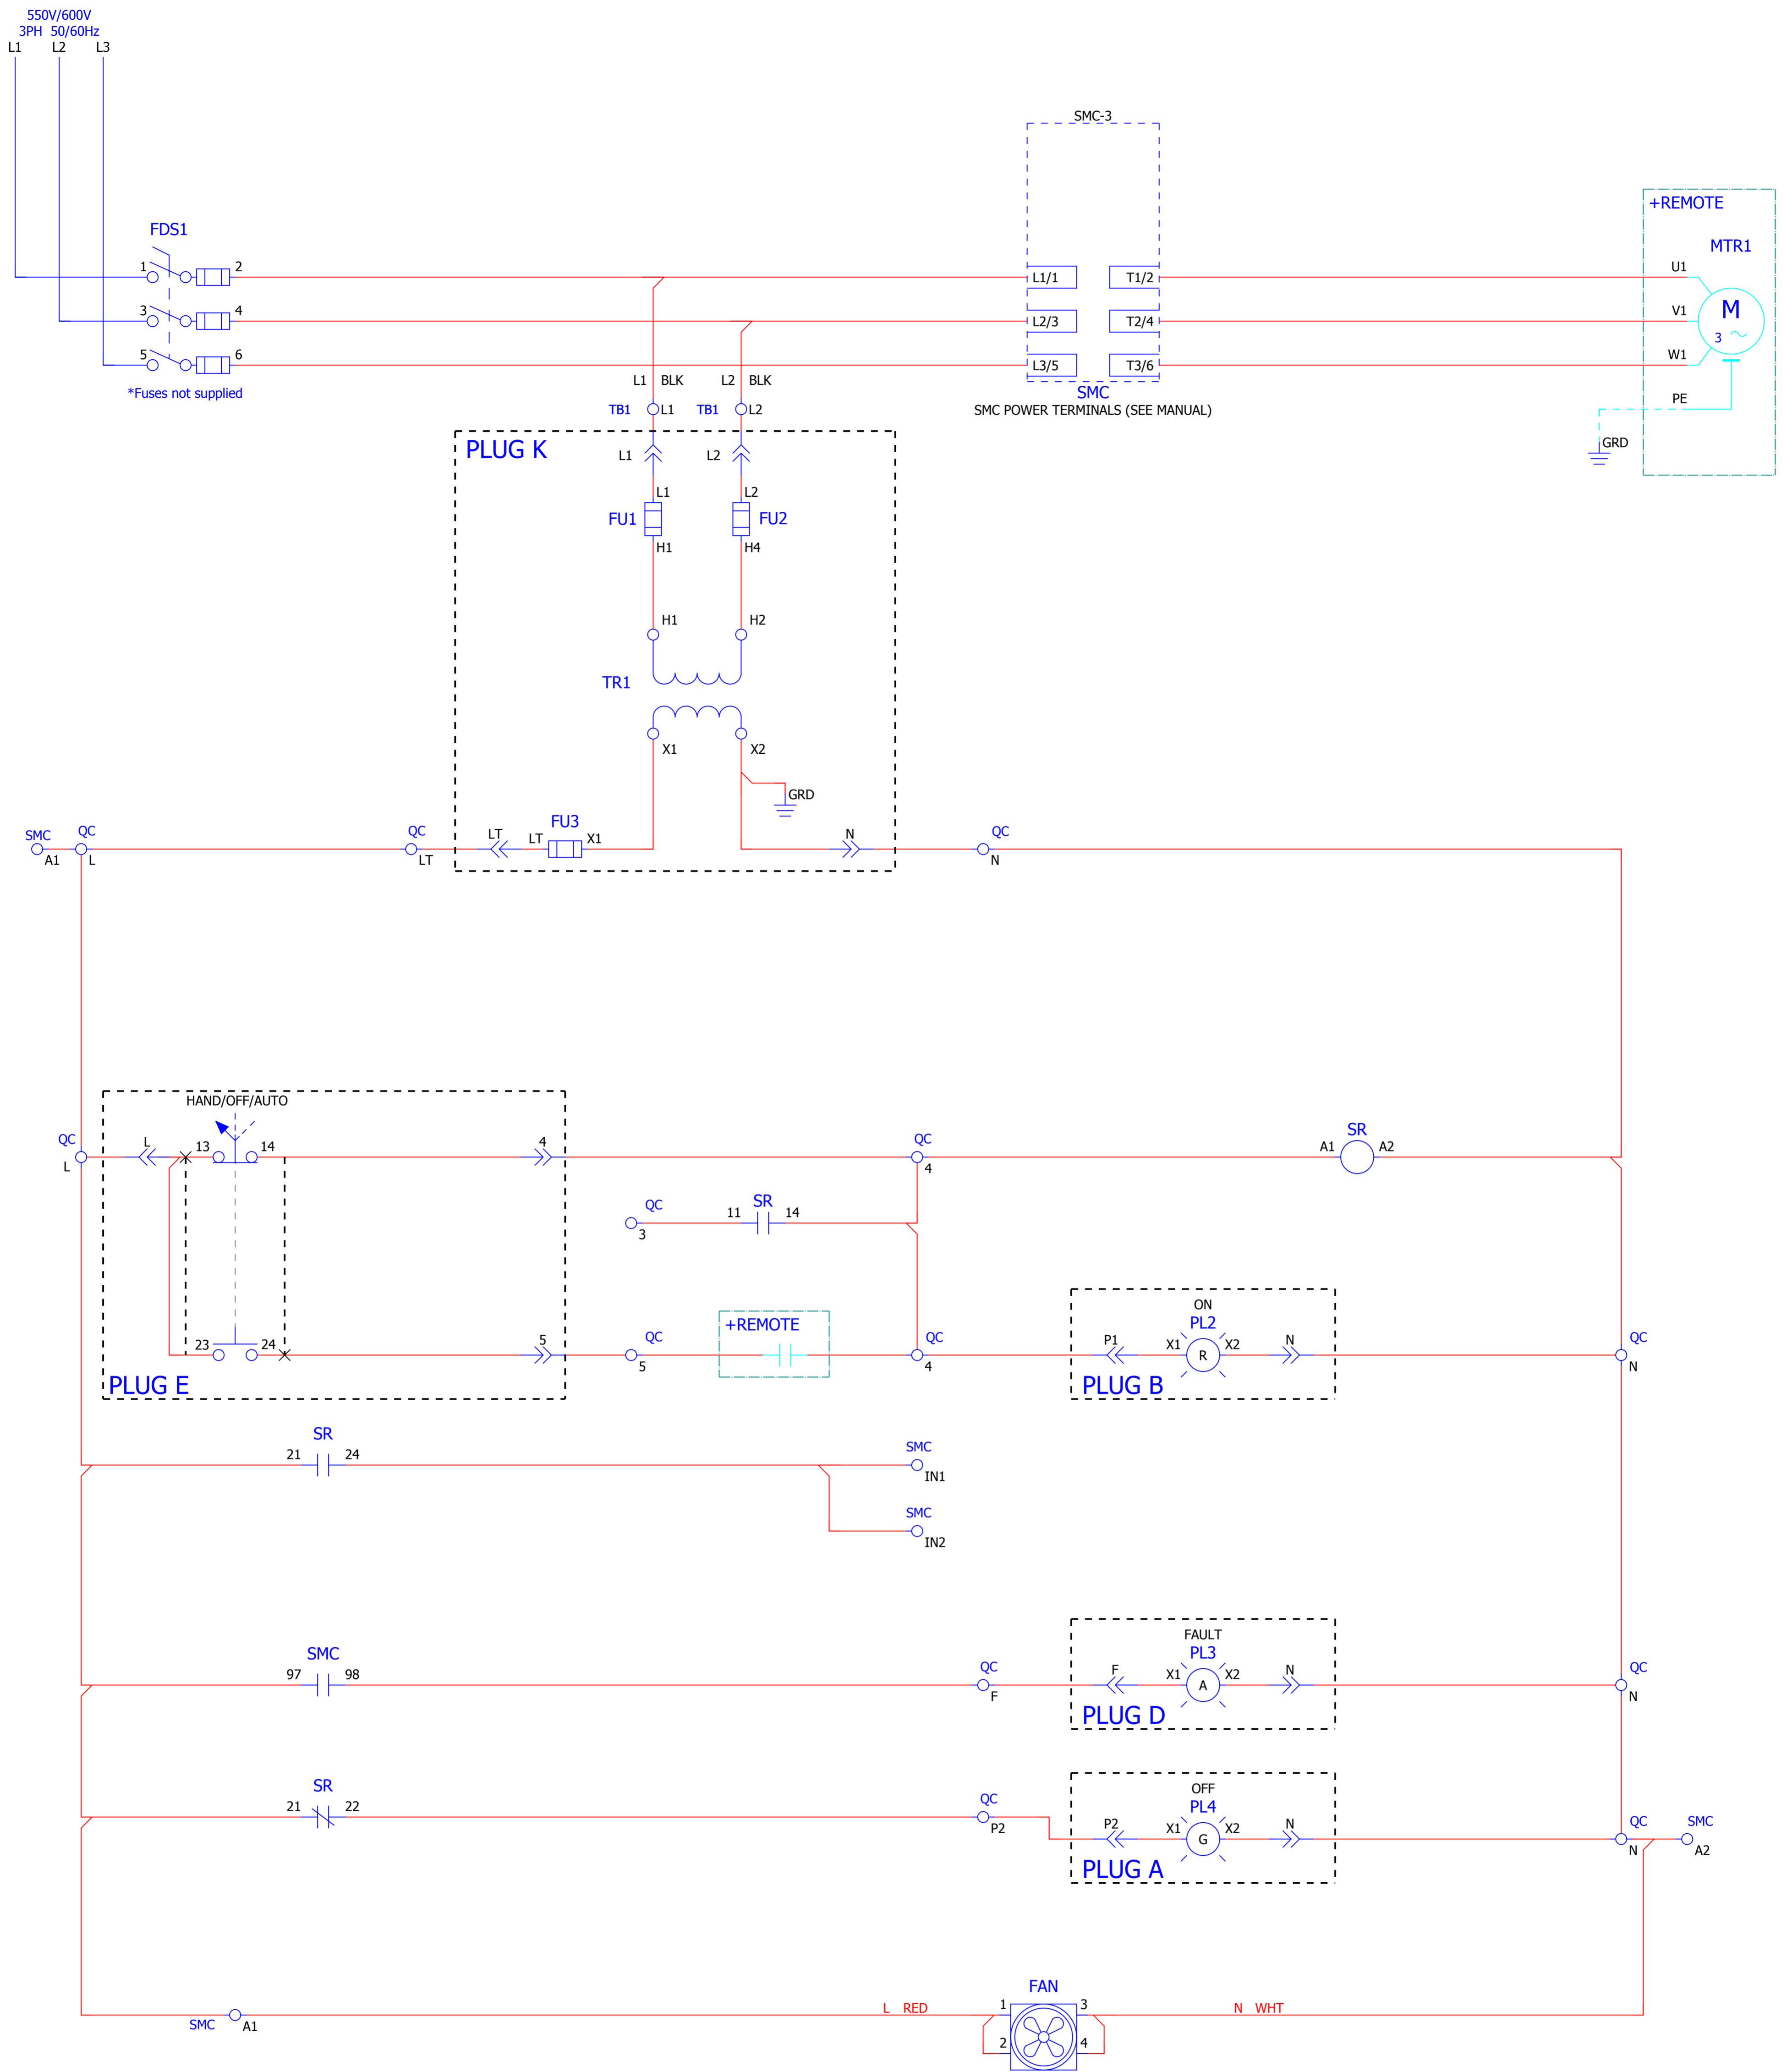 550V/600V
3PH 50/60Hz
L1 L2 L3
SMC-3
+REMOTE
FDS1
MTR1
1 2
L1/1 T1/2
U1
3 4
L2/3 T2/4
V1
M
3
5 6
L3/5 T3/6
W1
*Fuses not supplied
L1 BLK L2 BLK
SMC
PE
TB1 L1 TB1 L2
SMC POWER TERMINALS (SEE MANUAL)
GRD
PLUG K
L1 L2
L1 L2
FU1 FU2
H1 H4
H1 H2
TR1
X1 X2
GRD
FU3
SMC QC QC LT LT X1 N QC
A1 L LT N
HAND/OFF/AUTO
QC L 13 14 4 QC A1 SR A2
L 4
QC 11 SR 14
3
ON
+REMOTE
PL2
23 24 5 QC P1 X1 X2 N QC
R
5 4 N
QC
PLUG E
PLUG B
SR
21 24
SMC
IN1
SMC
IN2
FAULT
SMC
PL3
97 98 QC F X1 X2 N QC
A
F N
PLUG D
SR
OFF
21 22 QC PL4
P2
P2 X1 X2 N QC SMC
G
N A2
PLUG A
FAN
L RED 1 3 N WHT
SMC A1
2 4